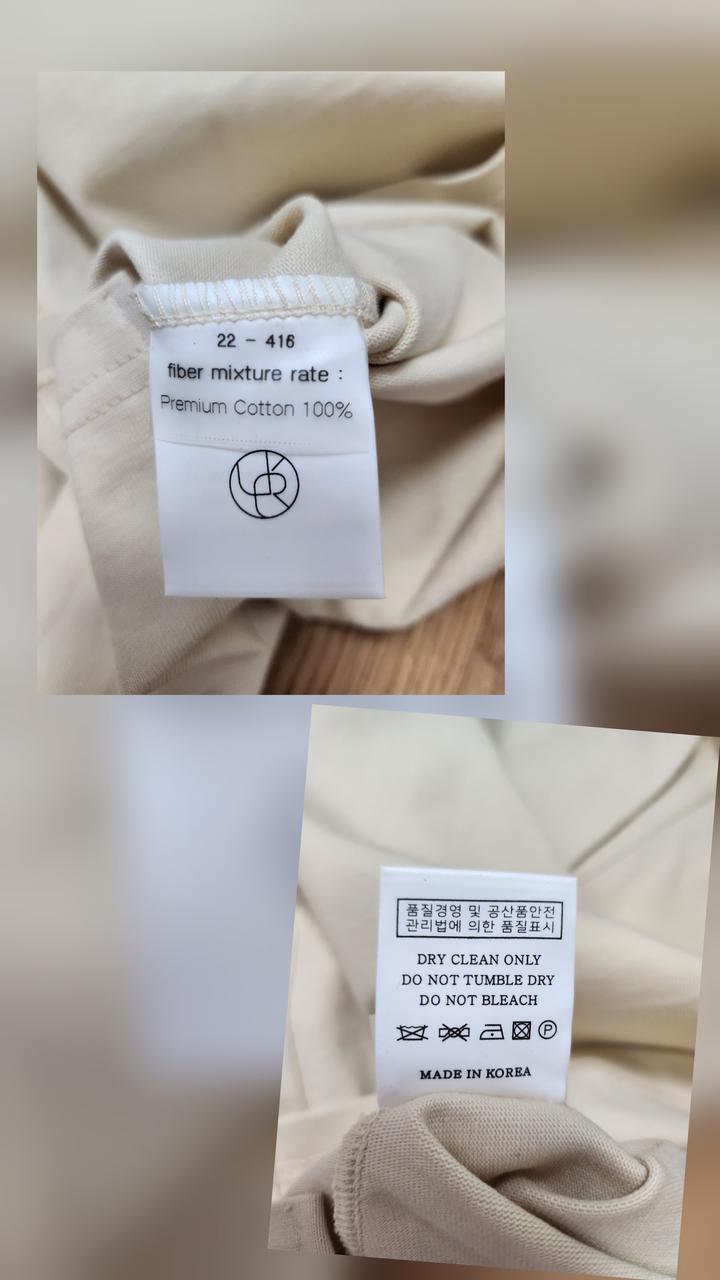 22 - 416
fiber mixture rate :
Premium Cotton 100%
품질경영 및 공산품안전
관리법에 의한 품질표시
DRY CLEAN ONLY
DO NOT TUMBLE DRY
DO NOT BLEACH
P
MADE IN KOREA